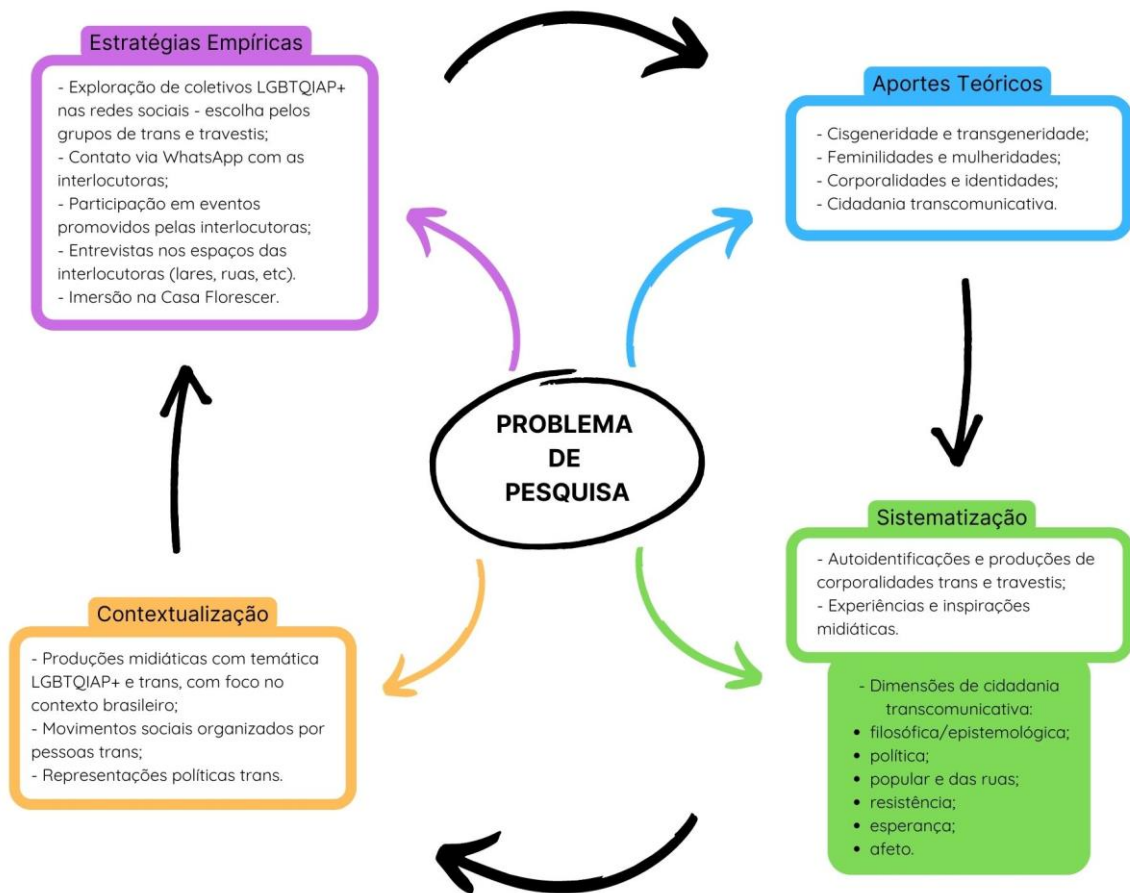 Estratégias Empíricas
- Exploração de coletivos LGBTQIAP+
nas redes sociais - escolha pelos
grupos de trans e travestis;
- Contato via WhatsApp com as
interlocutoras;
- Participação em eventos
promovidos pelas interlocutoras;
- Entrevistas nos espaços das
interlocutoras (lares, ruas, etc).
- Imersão na Casa Florescer.
Aportes Teóricos
- Cisgeneridade e transgeneridade;
- Feminilidades e mulheridades;
- Corporalidades e identidades;
- Cidadania transcomunicativa.
PROBLEMA
DE
PESQUISA
Contextualização
- Produções midiáticas com temática
LGBTQIAP+ e trans, com foco no
contexto brasileiro;
- Movimentos sociais organizados por
pessoas trans;
- Representações políticas trans.
Sistematização
- Autoidentificações e produções de
corporalidades trans e travestis;
- Experiências e inspirações
midiáticas.
- Dimensões de cidadania
transcomunicativa:
• filosófica/epistemológica;
• política;
• popular e das ruas;
• resistência;
• esperança;
• afeto.